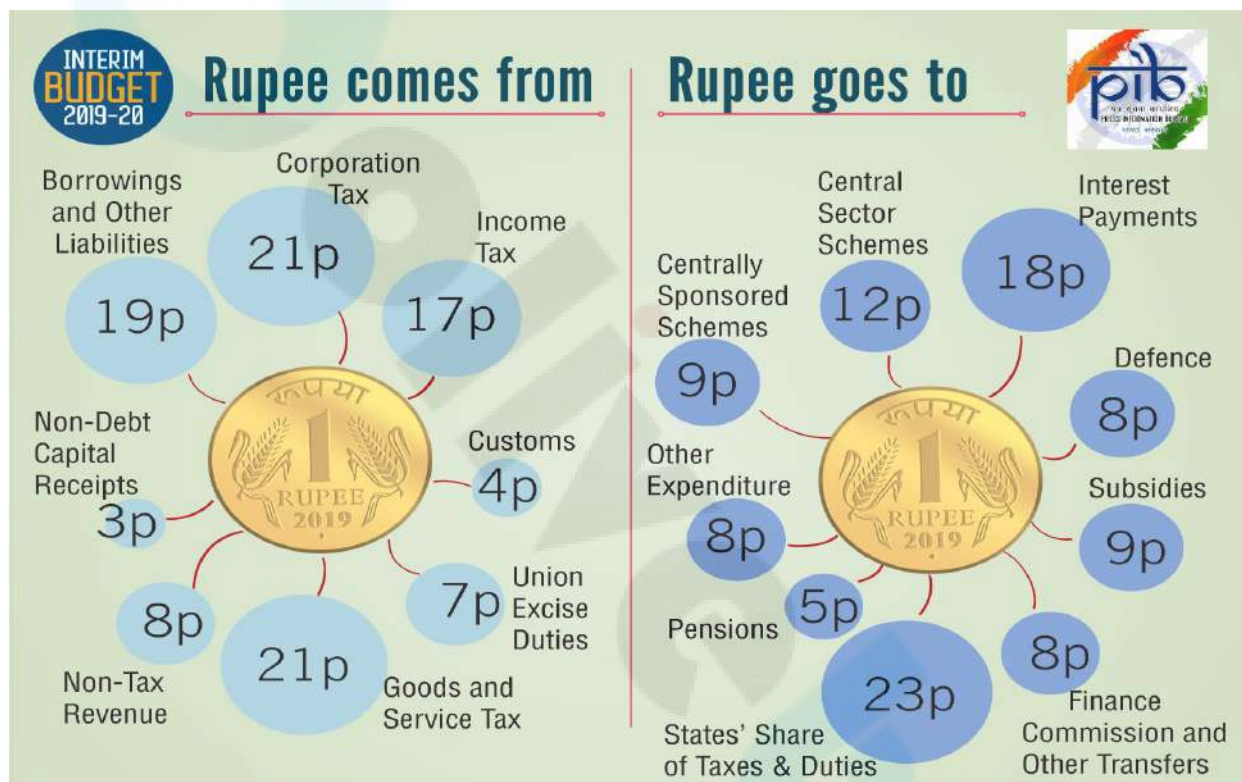 INTERIM
BUDGET
2019-20
Rupee comes from
Borrowings
and Other
Liabilities
19p
Corporation
Tax
21p
Income
Tax
17p
Non-Debt
Capital
Receipts
3p
रूपया
1
RUPEE
2019
Customs
4p
Non-Tax
Revenue
8p
21p
Goods and
Service Tax
7p
Union
Excise
Duties
Rupee goes to
pib
PRESS INFORMATION BUREAU
Centrally
Sponsored
Schemes
9p
Central
Sector
Schemes
12p
Interest
Payments
18p
Defence
8p
Other
Expenditure
8p
रूपया
1
RUPEE
2019
Subsidies
9p
Pensions
5p
23p
States' Share
of Taxes & Duties
8p
Finance
Commission and
Other Transfers